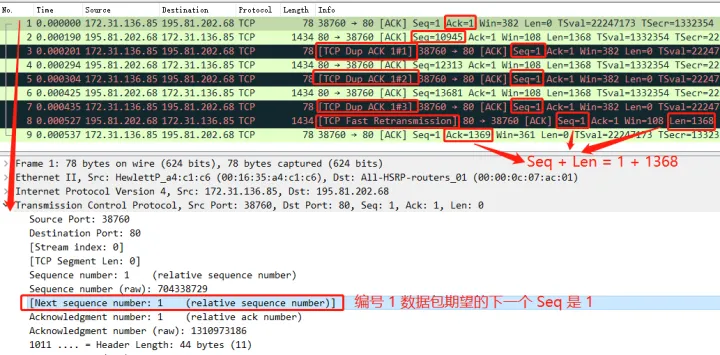 No. Time Source Destination Protocol Length Info
1 0.000000 172.31.136.85 195.81.202.68 TCP 78 38760 → 80 [ACK] Seq=1 Ack=1 Win=382 Len=0 TSval=22247173 TSecr=1332354
2 0.000190 195.81.202.68 172.31.136.85 TCP 1434 80 → 38760 [ACK] Seq=10945 Ack=1 Win=108 Len=1368 TSval=1332354 TSecr=22
3 0.000201 172.31.136.85 195.81.202.68 TCP 78 [TCP Dup ACK 1#1] 38760 → 80 [ACK] Seq=1 Ack=1 Win=382 Len=0 TSval=22
4 0.000294 195.81.202.68 172.31.136.85 TCP 1434 80 → 38760 [ACK] Seq=12313 Ack=1 Win=108 Len=1368 TSval=1332354 TSecr=22
5 0.000304 172.31.136.85 195.81.202.68 TCP 78 [TCP Dup ACK 1#2] 38760 → 80 [ACK] Seq=1 Ack=1 Win=382 Len=0 TSval=22
6 0.000425 195.81.202.68 172.31.136.85 TCP 1434 80 → 38760 [ACK] Seq=13681 Ack=1 Win=108 Len=1368 TSval=1332354 TSecr=22
7 0.000435 172.31.136.85 195.81.202.68 TCP 78 [TCP Dup ACK 1#3] 38760 → 80 [ACK] Seq=1 Ack=1 Win=382 Len=0 TSval=22
8 0.000527 195.81.202.68 172.31.136.85 TCP 1434 [TCP Fast Retransmission] 80 → 38760 [ACK] Seq=1 Ack=1 Win=108 Len=1368
9 0.000537 172.31.136.85 195.81.202.68 TCP 78 38760 → 80 [ACK] Seq=1 Ack=1369 Win=361 Len=0 TSval=22247173 TSecr=1332354
Seq + Len = 1 + 1368
Frame 1: 78 bytes on wire (624 bits), 78 bytes captured (624 bits)
Ethernet II, Src: HewlettP_a4:c1:c6 (00:16:35:a4:c1:c6), Dst: All-HSRP-routers_01 (00:00:0c:07:ac:01)
Internet Protocol Version 4, Src: 172.31.136.85, Dst: 195.81.202.68
Transmission Control Protocol, Src Port: 38760, Dst Port: 80, Seq: 1, Ack: 1, Len: 0
Source Port: 38760
Destination Port: 80
[Stream index: 0]
[TCP Segment Len: 0]
Sequence number: 1 (relative sequence number)
Sequence number (raw): 704338729
[Next sequence number: 1 (relative sequence number)] 编号 1 数据包期望的下一个 Seq 是 1
Acknowledgment number: 1 (relative ack number)
Acknowledgment number (raw): 1310973186
1011 .... = Header Length: 44 bytes (11)